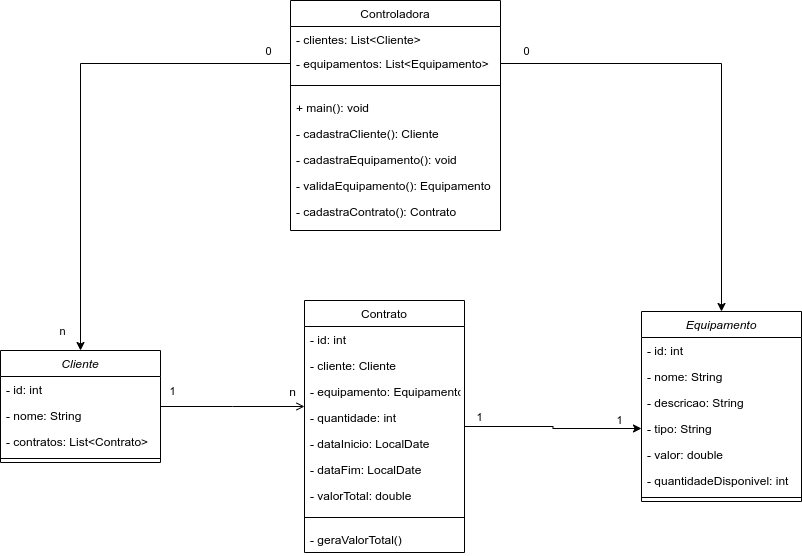 Controladora
- clientes: List<Cliente>
- equipamentos: List<Equipamento>
+ main(): void
- cadastraCliente(): Cliente
- cadastraEquipamento(): void
- validaEquipamento(): Equipamento
- cadastraContrato(): Contrato
0
0
n
Cliente
- id: int
- nome: String
- contratos: List<Contrato>
1
n
Contrato
- id: int
- cliente: Cliente
- equipamento: Equipamento
- quantidade: int
- dataInicio: LocalDate
- dataFim: LocalDate
- valorTotal: double
- geraValorTotal()
1
1
Equipamento
- id: int
- nome: String
- descricao: String
- tipo: String
- valor: double
- quantidadeDisponivel: int